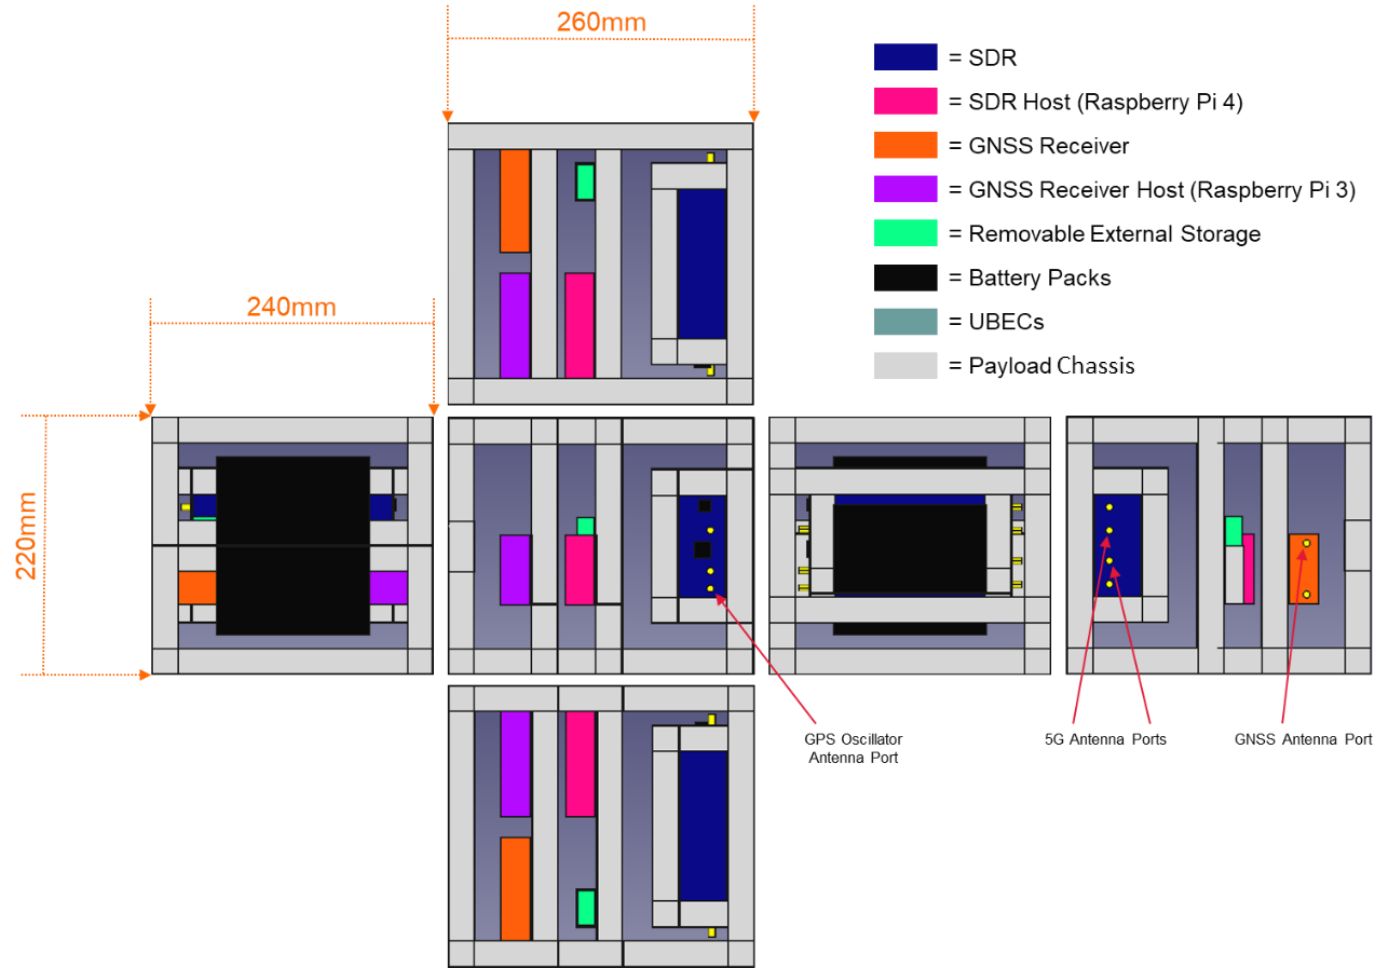 260mm
= SDR
= SDR Host (Raspberry Pi 4)
= GNSS Receiver
= GNSS Receiver Host (Raspberry Pi 3)
= Removable External Storage
= Battery Packs
= UBECs
= Payload Chassis
240mm
220mm
GPS Oscillator
Antenna Port
5G Antenna Ports
GNSS Antenna Port